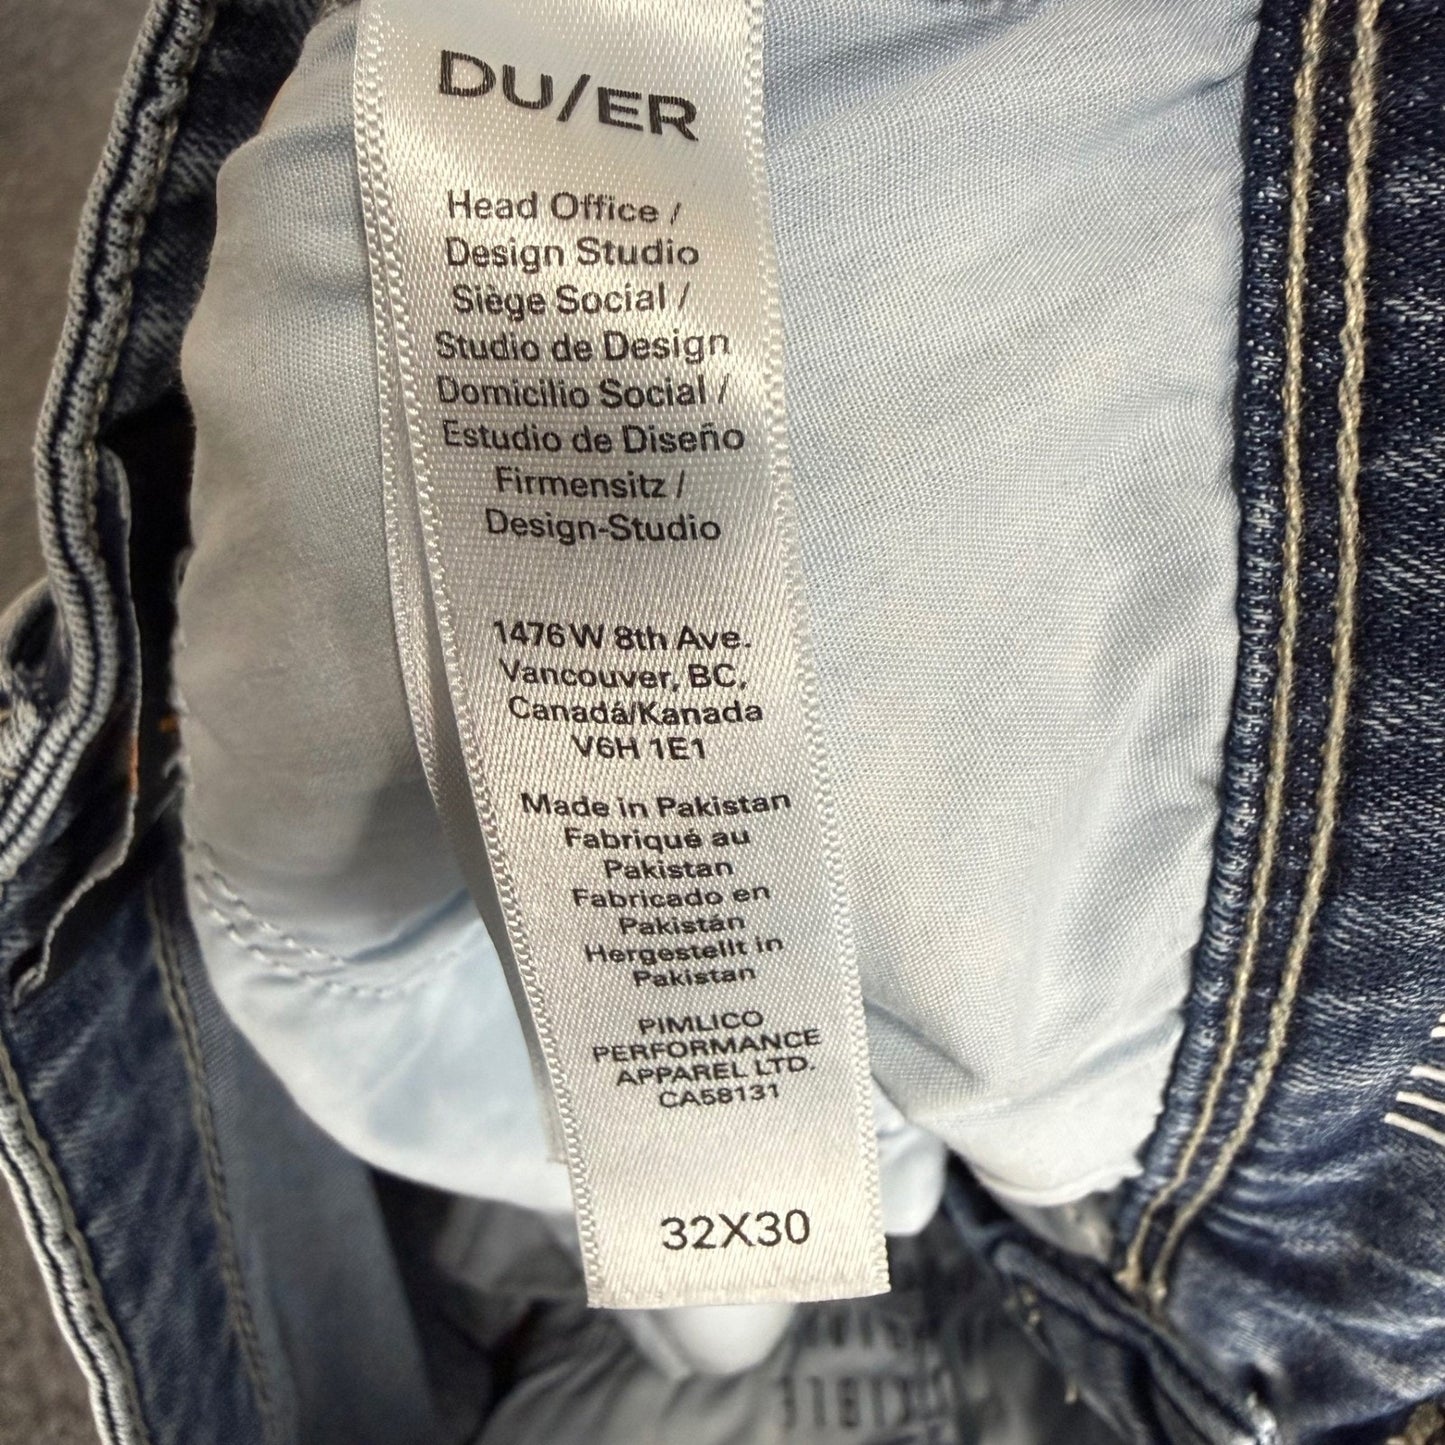 DU/ER
Head Office /
Design Studio
Siège Social /
Studio de Design
Domicilio Social /
Estudio de Diseño
Firmensitz /
Design-Studio
1476 W 8th Ave.
Vancouver, BC,
Canadá/Kanada
V6H 1E1
Made in Pakistan
Fabriqué au
Pakistan
Fabricado en
Pakistán
Hergestellt in
Pakistan
PIMLICO
PERFORMANCE
APPAREL LTD.
CA58131
32X30